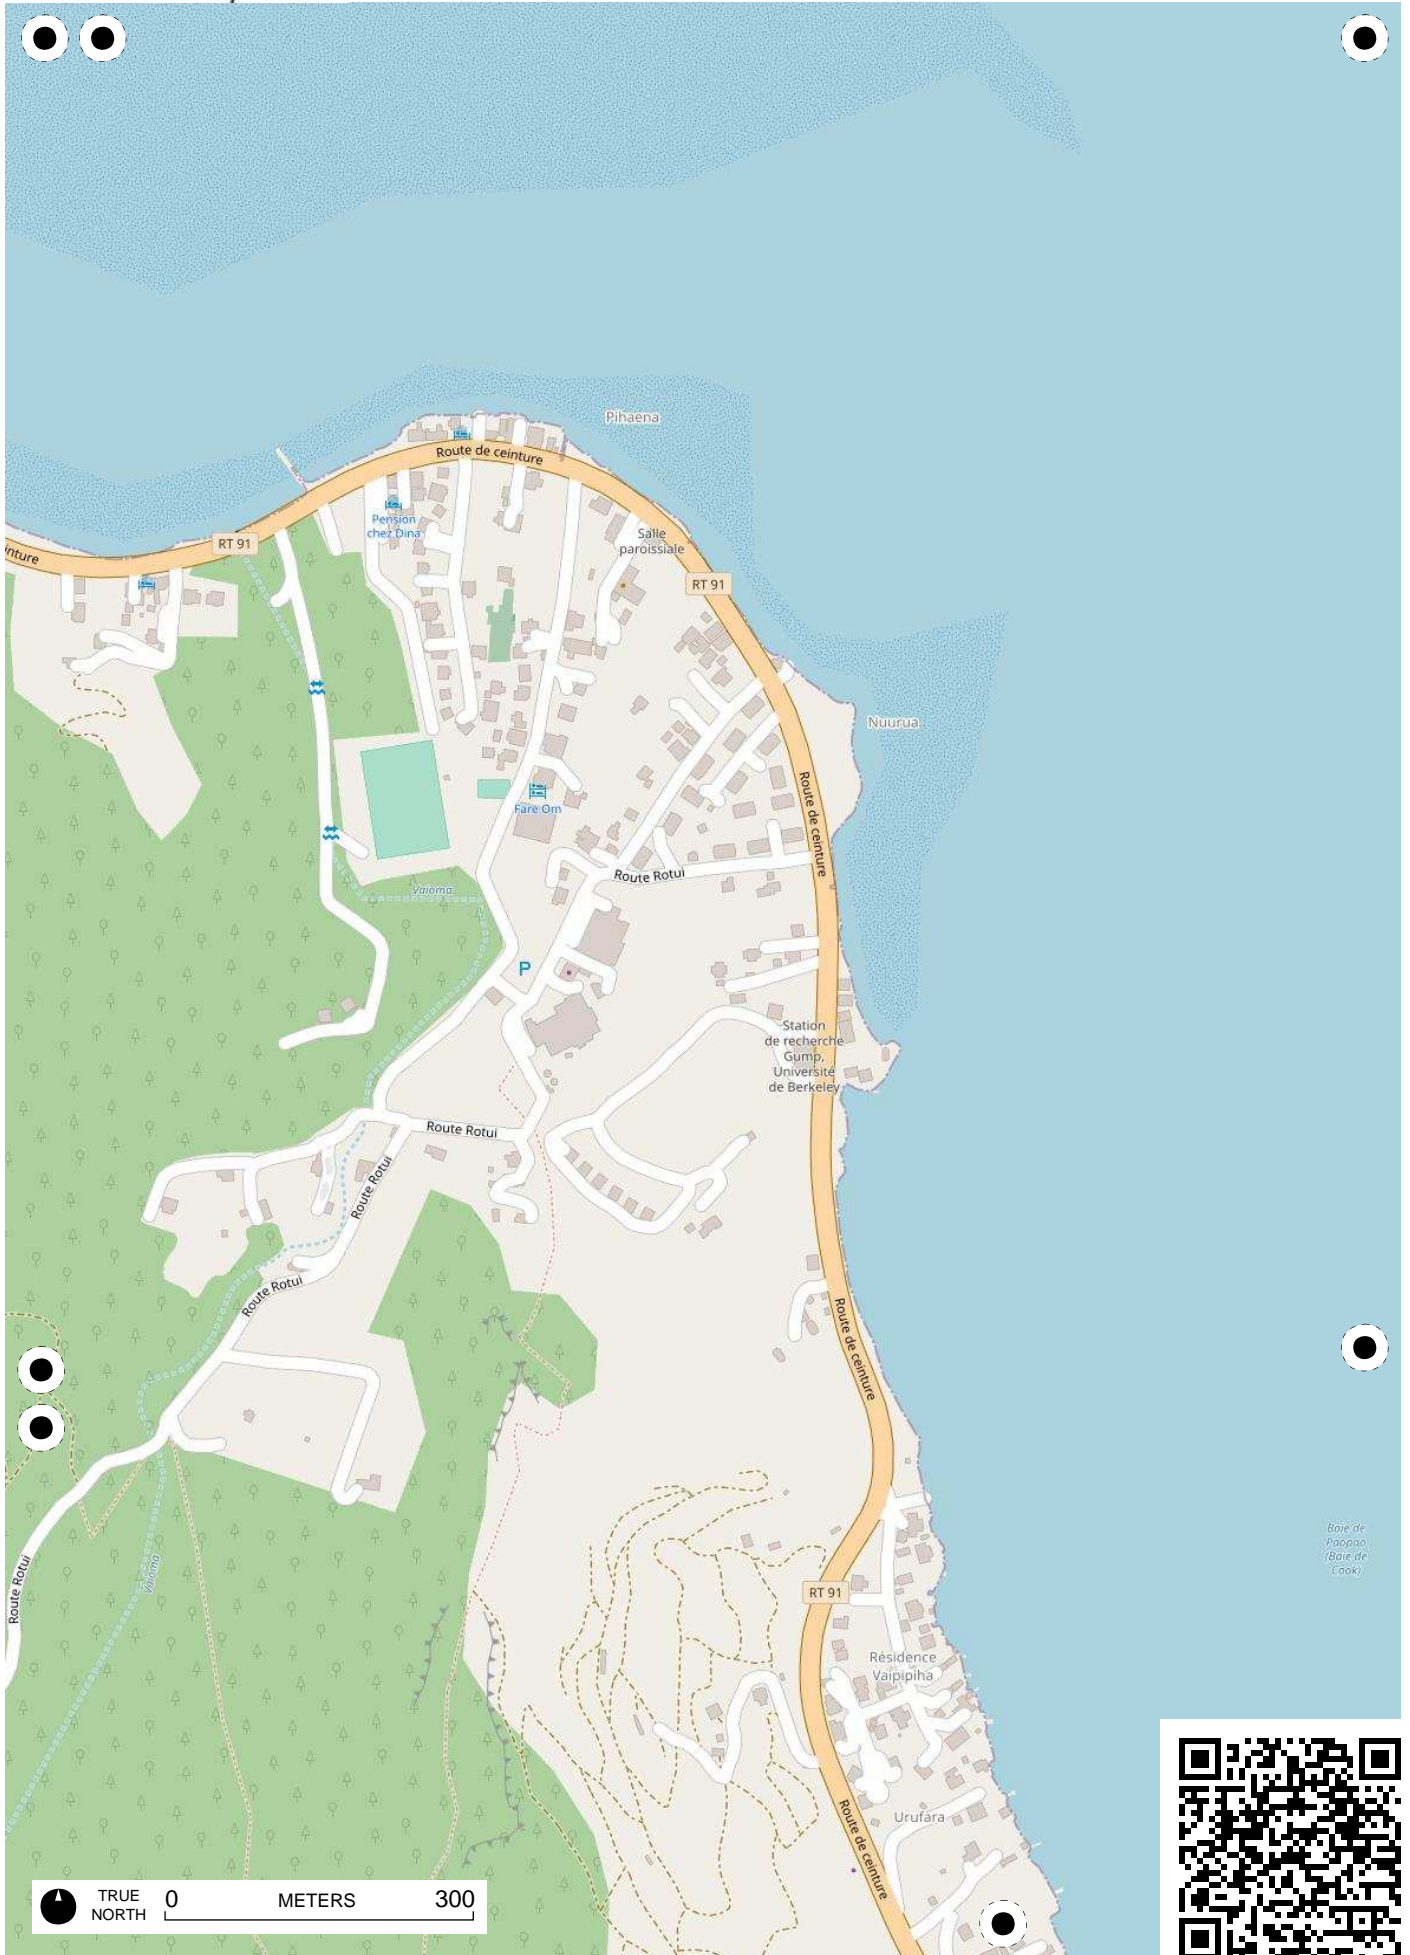 Pihaena
Route de ceinture
Pension
chez Dina
Salle
paroissiale
RT 91
inture
RT 91
Nuurua
Route de ceinture
Fare Om
Route Rotui
Vaioma
P
Station
de recherche
Gump,
Université
de Berkeley
Route Rotui
Route Rotui
Route Rotui
Route de ceinture
Baie de
Paopao
(Baie de
Cook)
Vaioma
Route Rotui
RT 91
Résidence
Vaipipiha
Urufara
Route de ceinture
TRUE
NORTH
0 METERS 300